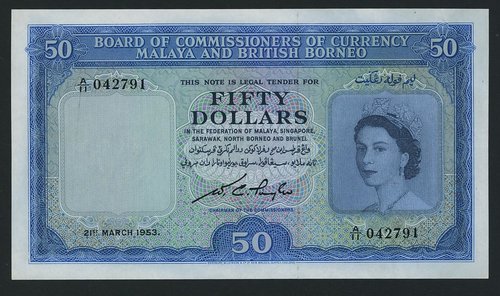 50 BOARD OF COMMISSIONERS OF CURRENCY 50
MALAYA AND BRITISH BORNEO
A/11 042791
THIS NOTE IS LEGAL TENDER FOR
FIFTY
DOLLARS
IN THE FEDERATION OF MALAYA, SINGAPORE,
SARAWAK, NORTH BORNEO AND BRUNEI.
CHAIRMAN OF THE COMMISSIONERS.
21ST MARCH 1953.
50
A/11 042791